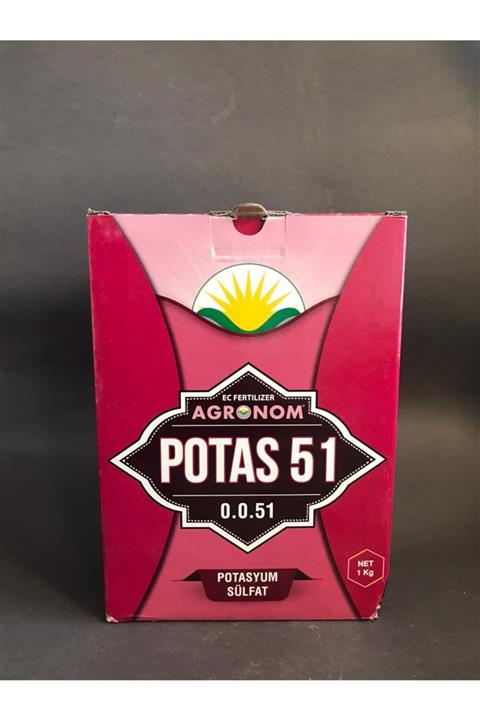 EC FERTILIZER
AGRONOM
POTAS 51
0.0.51
POTASYUM
SÜLFAT
NET
1 Kg